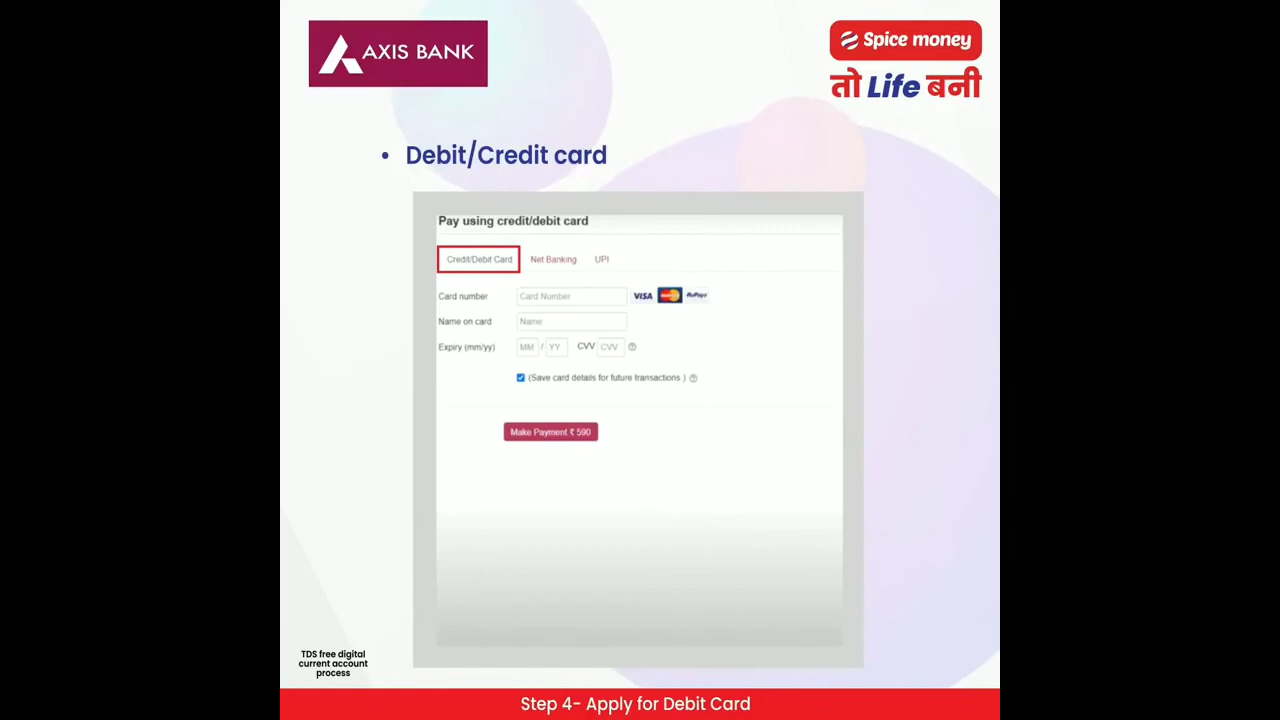 AXIS BANK
Spice money
तो Life बनी
• Debit/Credit card
Pay using credit/debit card
Credit/Debit Card Net Banking UPI
Card number Card Number VISA MasterCard RuPay
Name on card Name
Expiry (mm/yy) MM / YY CVV CVV ?
(Save card details for future transactions.) ?
Make Payment ₹ 590
TDS free digital
current account
process
Step 4- Apply for Debit Card